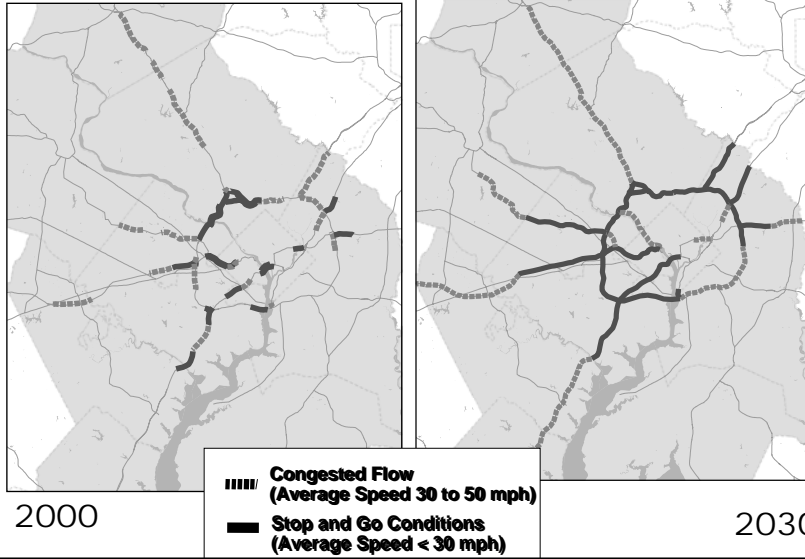 Congested Flow
(Average Speed 30 to 50 mph)
Stop and Go Conditions
(Average Speed < 30 mph)
2000
2030